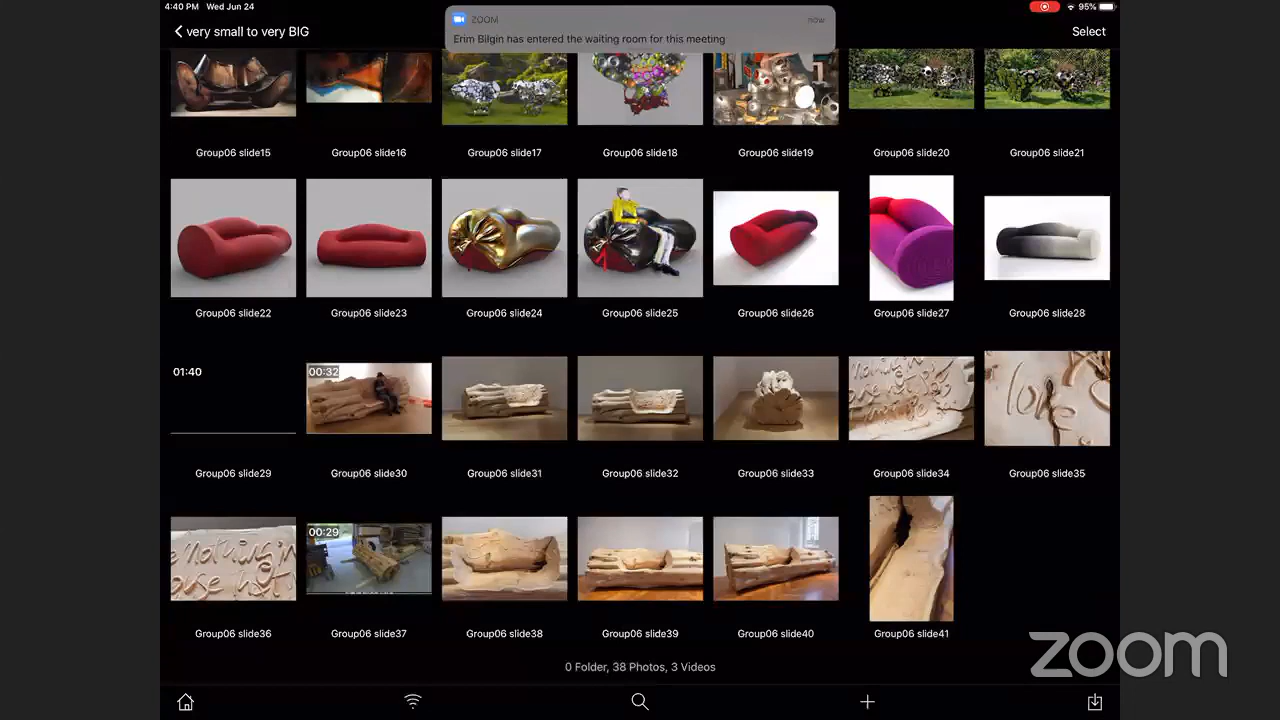 4:40 PM Wed Jun 24
95%
ZOOM
now
Erim Bilgin has entered the waiting room for this meeting
very small to very BIG
Select
Group06 slide15
Group06 slide16
Group06 slide17
Group06 slide18
Group06 slide19
Group06 slide20
Group06 slide21
Group06 slide22
Group06 slide23
Group06 slide24
Group06 slide25
Group06 slide26
Group06 slide27
Group06 slide28
01:40
00:32
love
Group06 slide29
Group06 slide30
Group06 slide31
Group06 slide32
Group06 slide33
Group06 slide34
Group06 slide35
00:29
Group06 slide36
Group06 slide37
Group06 slide38
Group06 slide39
Group06 slide40
Group06 slide41
0 Folder, 38 Photos, 3 Videos
zoom